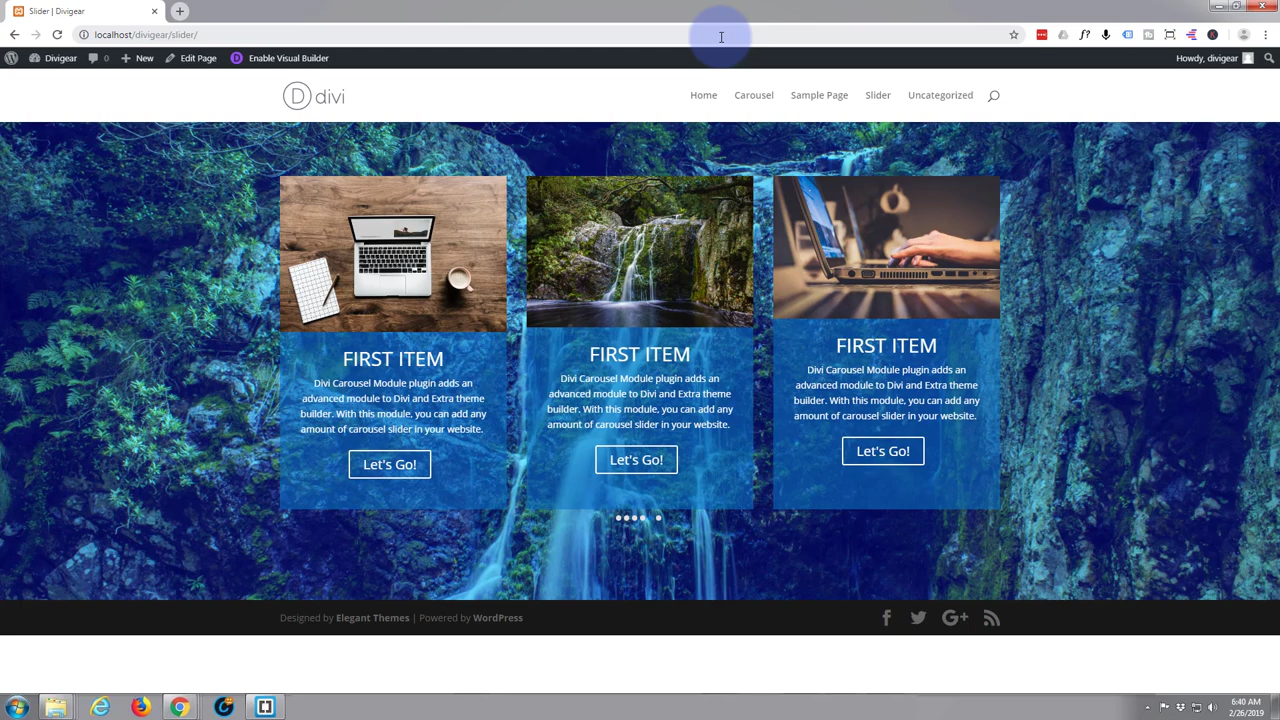 Slider | Divigear
localhost/divigear/slider/
Divigear 0 New Edit Page D Enable Visual Builder Howdy, divigear
D divi
Home Carousel Sample Page Slider Uncategorized
FIRST ITEM
Divi Carousel Module plugin adds an
advanced module to Divi and Extra theme
builder. With this module, you can add any
amount of carousel slider in your website.
Let's Go!
FIRST ITEM
Divi Carousel Module plugin adds an
advanced module to Divi and Extra theme
builder. With this module, you can add any
amount of carousel slider in your website.
Let's Go!
FIRST ITEM
Divi Carousel Module plugin adds an
advanced module to Divi and Extra theme
builder. With this module, you can add any
amount of carousel slider in your website.
Let's Go!
Designed by Elegant Themes | Powered by WordPress
6:40 AM
2/26/2019